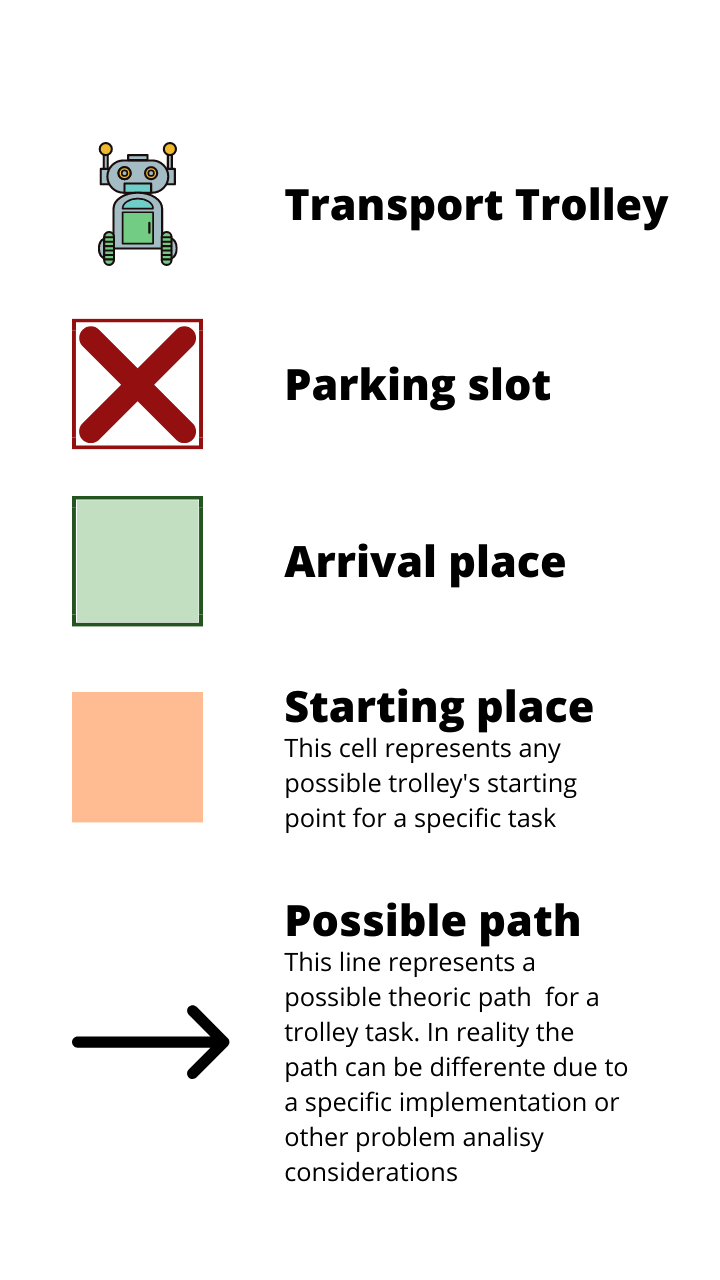 Transport Trolley
Parking slot
Arrival place
Starting place
This cell represents any
possible trolley's starting
point for a specific task
Possible path
This line represents a
possible theoric path  for a
trolley task. In reality the
path can be differente due to
a specific implementation or
other problem analisy
considerations